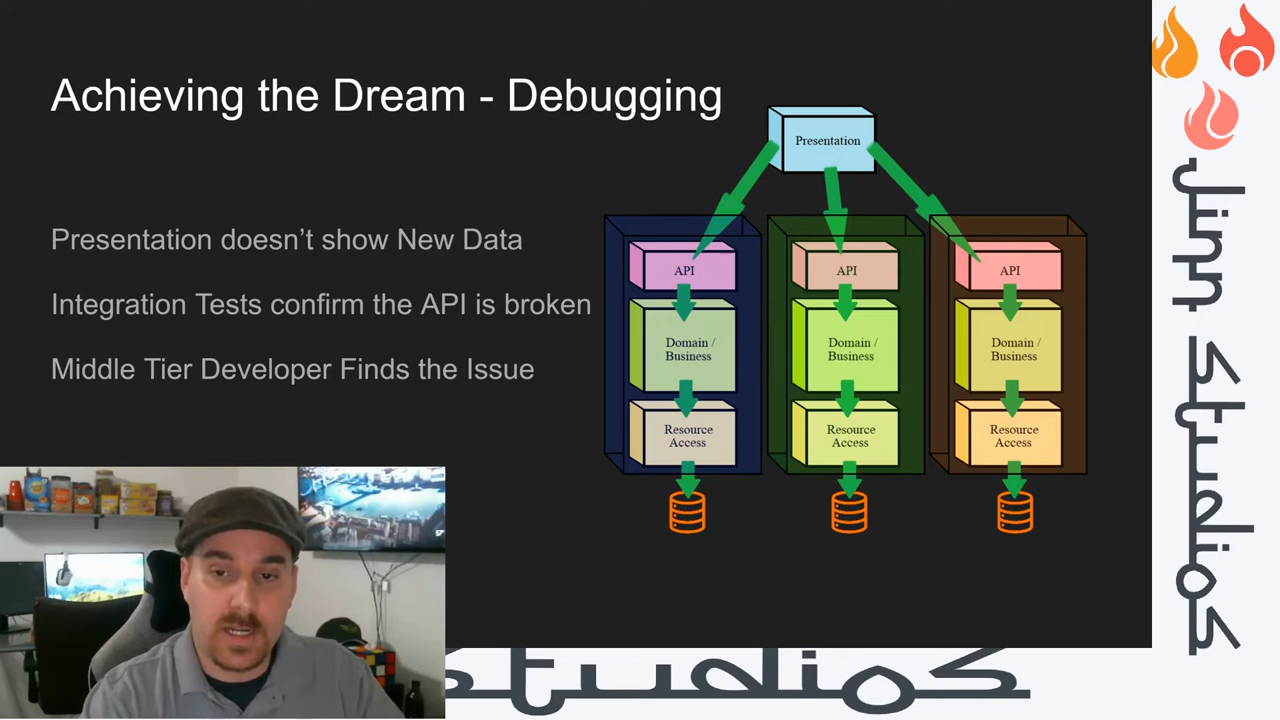 Achieving the Dream - Debugging
Presentation doesn't show New Data
Integration Tests confirm the API is broken
Middle Tier Developer Finds the Issue
Presentation
API
API
API
Domain /
Business
Domain /
Business
Domain /
Business
Resource
Access
Resource
Access
Resource
Access
Jinn Studios
Studios